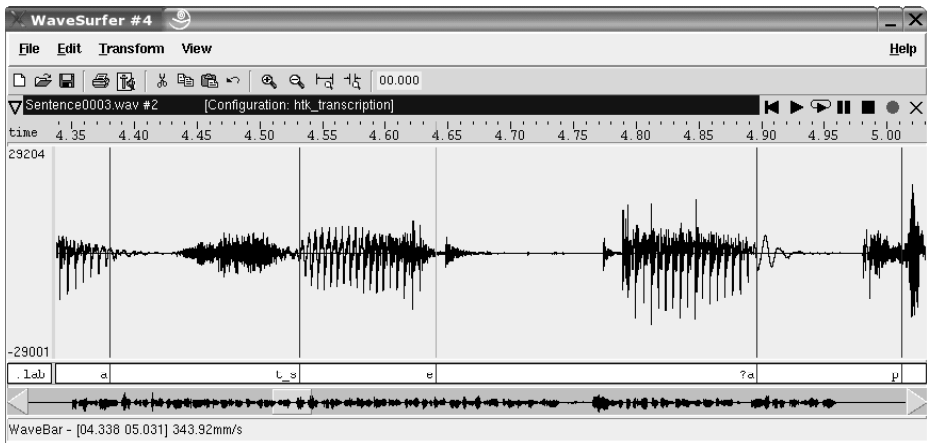 WaveSurfer #4
File Edit Transform View Help
00.000
Sentence0003.wav #2 [Configuration: htk_transcription]
time 4.35 4.40 4.45 4.50 4.55 4.60 4.65 4.70 4.75 4.80 4.85 4.90 4.95 5.00
29204
-29001
.lab a t_s e ?a p
WaveBar - [04.338 05.031] 343.92mm/s